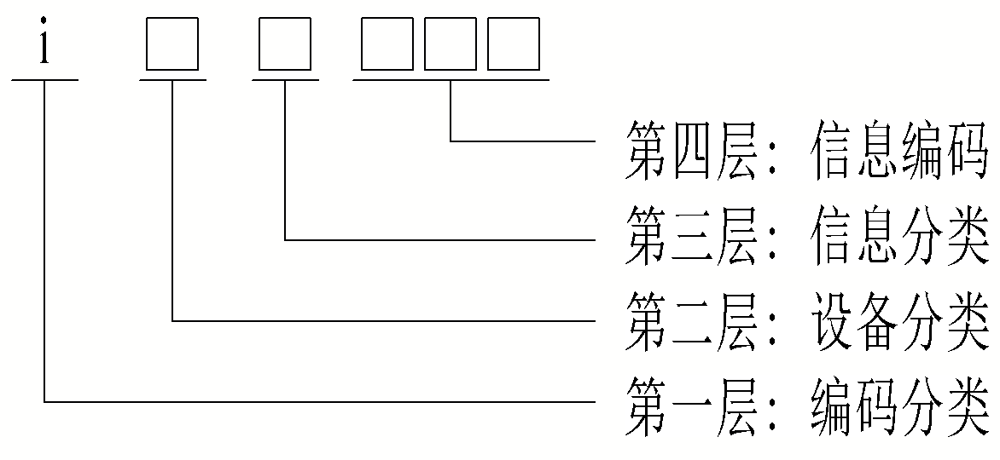 i □ □ □□□
第四层：信息编码
第三层：信息分类
第二层：设备分类
第一层：编码分类